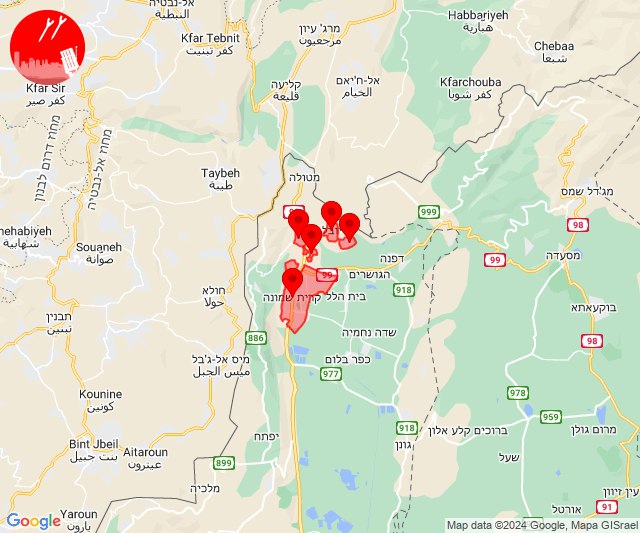 אל-נבטיה
النبطية
Habbariyeh
هبارية
Kfar Tebnit
كفر تبنيت
מרג' עיון
مرجعيون
Chebaa
شبعا
Kfar Sir
كفر صير
קליעה
قليعة
אל-ח'יאם
الخيام
Kfarchouba
كفر شوبا
מחוז דרום לבנון
מחוז אל-נבטיה
Taybeh
طيبة
מטולה
מג'דל שמס
999
98
Souaneh
صوانة
דפנה
99
מסעדה
הגושרים
99
חולא
حولا
בית הלל
קרית שמונה
918
בוקעאתא
תבנין
تبنين
886
שדה נחמיה
98
מיס אל-ג'בל
ميس الجبل
כפר בלום
977
Kounine
كونين
978
918
959
Bint Jbeil
بنت جبيل
Aitaroun
عيترون
יפתח
גונן
ברוכים קלע אלון
מרום גולן
899
שעל
מלכיה
עין זיוון
Yaroun
يارون
אורטל
91
Google
Map data ©2024 Google, Mapa GISrael